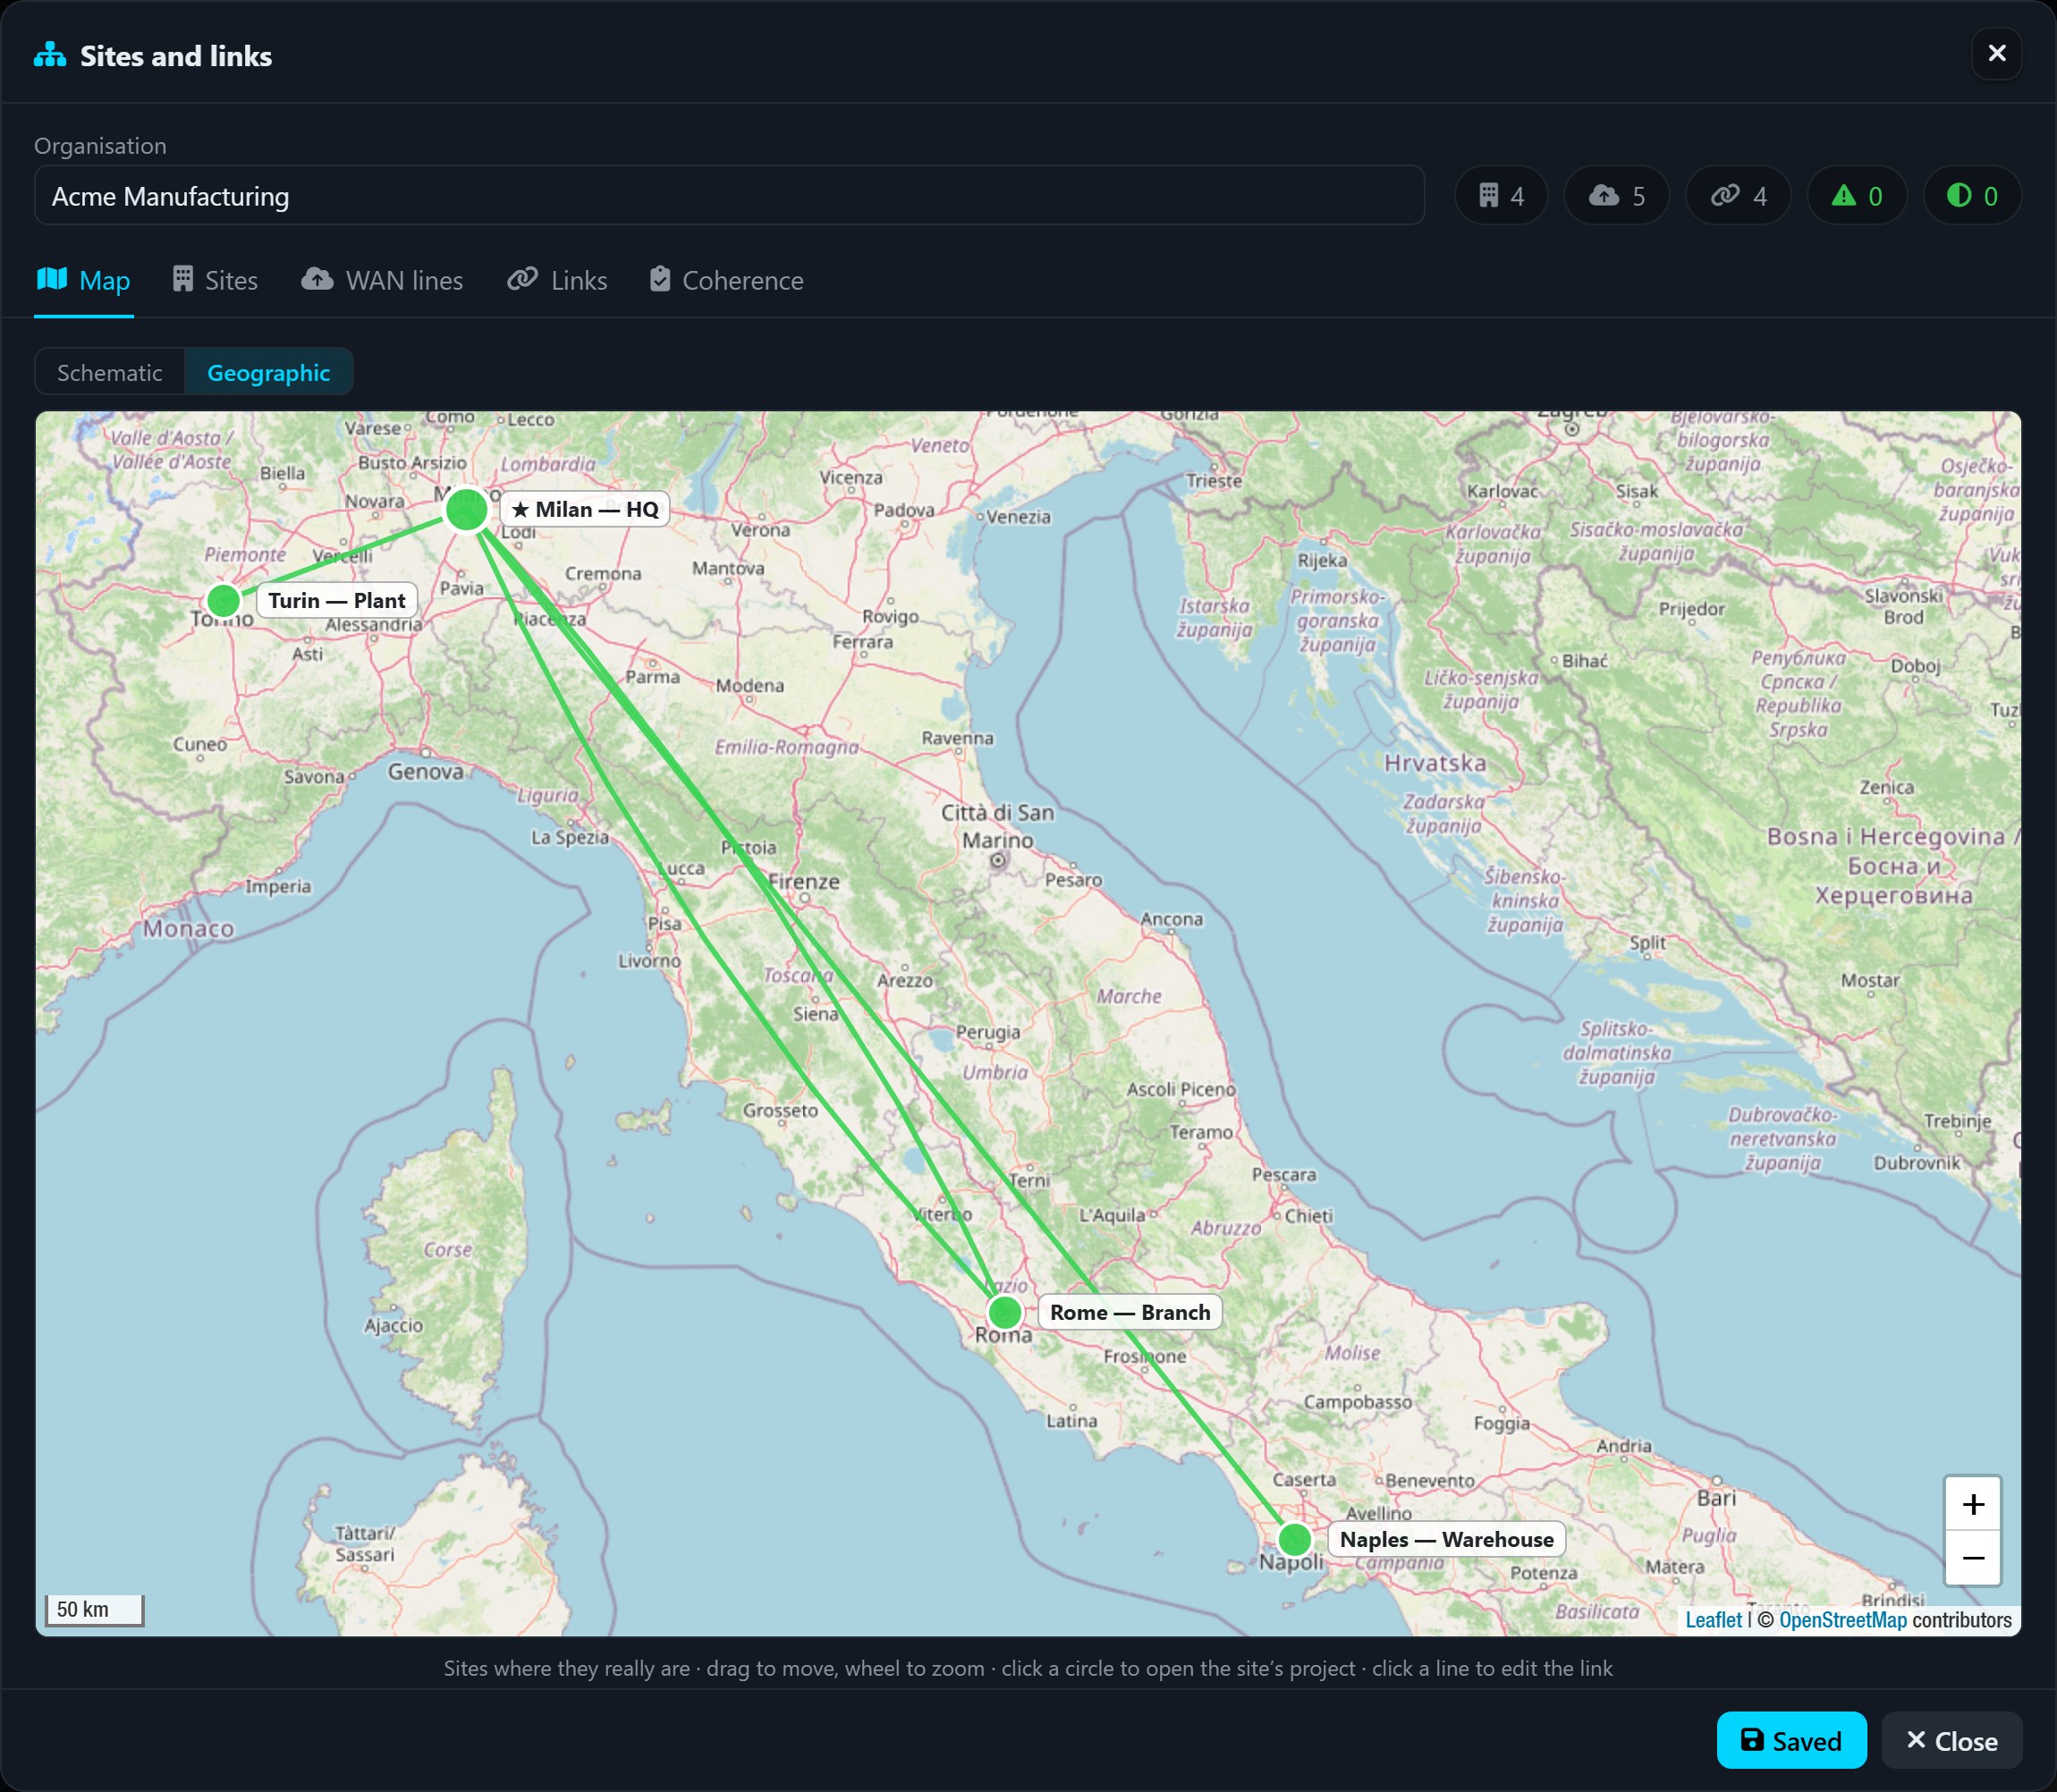 Sites and links
Organisation
Acme Manufacturing
4
5
4
0
0
Map
Sites
WAN lines
Links
Coherence
Schematic
Geographic
Valle d'Aosta /
Vallée d'Aoste
Varese
Como
Lecco
Biella
Busto Arsizio
Lombardia
Novara
Milano
★ Milan — HQ
Lodi
Piemonte
Vercelli
Turin — Plant
Torino
Pavia
Alessandria
Asti
Cuneo
Savona
Genova
Liguria
La Spezia
Imperia
Monaco
Piacenza
Cremona
Mantova
Verona
Vicenza
Veneto
Padova
Venezia
Pordenone
Gorizia
Trieste
Rovigo
Ferrara
Parma
Modena
Emilia-Romagna
Ravenna
Città di San
Marino
Pistoia
Lucca
Firenze
Pisa
Livorno
Toscana
Siena
Arezzo
Pesaro
Ancona
Marche
Perugia
Umbria
Grosseto
Ascoli Piceno
Teramo
Terni
Viterbo
L'Aquila
Pescara
Chieti
Abruzzo
Lazio
Rome — Branch
Roma
Frosinone
Latina
Molise
Campobasso
Foggia
Andria
Bari
Caserta
Benevento
Avellino
Naples — Warehouse
Napoli
Campania
Potenza
Matera
Puglia
Basilicata
Taranto
Brindisi
Corse
Ajaccio
Tàttari/
Sassari
Zagreb
Karlovac
Sisak
Bjelovarsko-
bilogorska
županija
Osječko-
baranjska
županija
Karlovačka
županija
Sisačko-moslavačka
županija
Rijeka
Istarska
županija
Primorsko-
goranska
županija
Prijedor
Slavonski
Brod
Bihać
Ličko-senjska
županija
Република
Српска /
Republika
Srpska
Doboj
Hrvatska
Zadarska
županija
Zenica
Bosna i Hercegovina /
Босна и
Херцеговина
Šibensko-
kninska
županija
Split
Mostar
Splitsko-
dalmatinska
županija
Dubrovačko-
neretvanska
županija
Trebinje
Dubrovnik
+
−
50 km
Leaflet | © OpenStreetMap contributors
Sites where they really are · drag to move, wheel to zoom · click a circle to open the site’s project · click a line to edit the link
Saved
Close